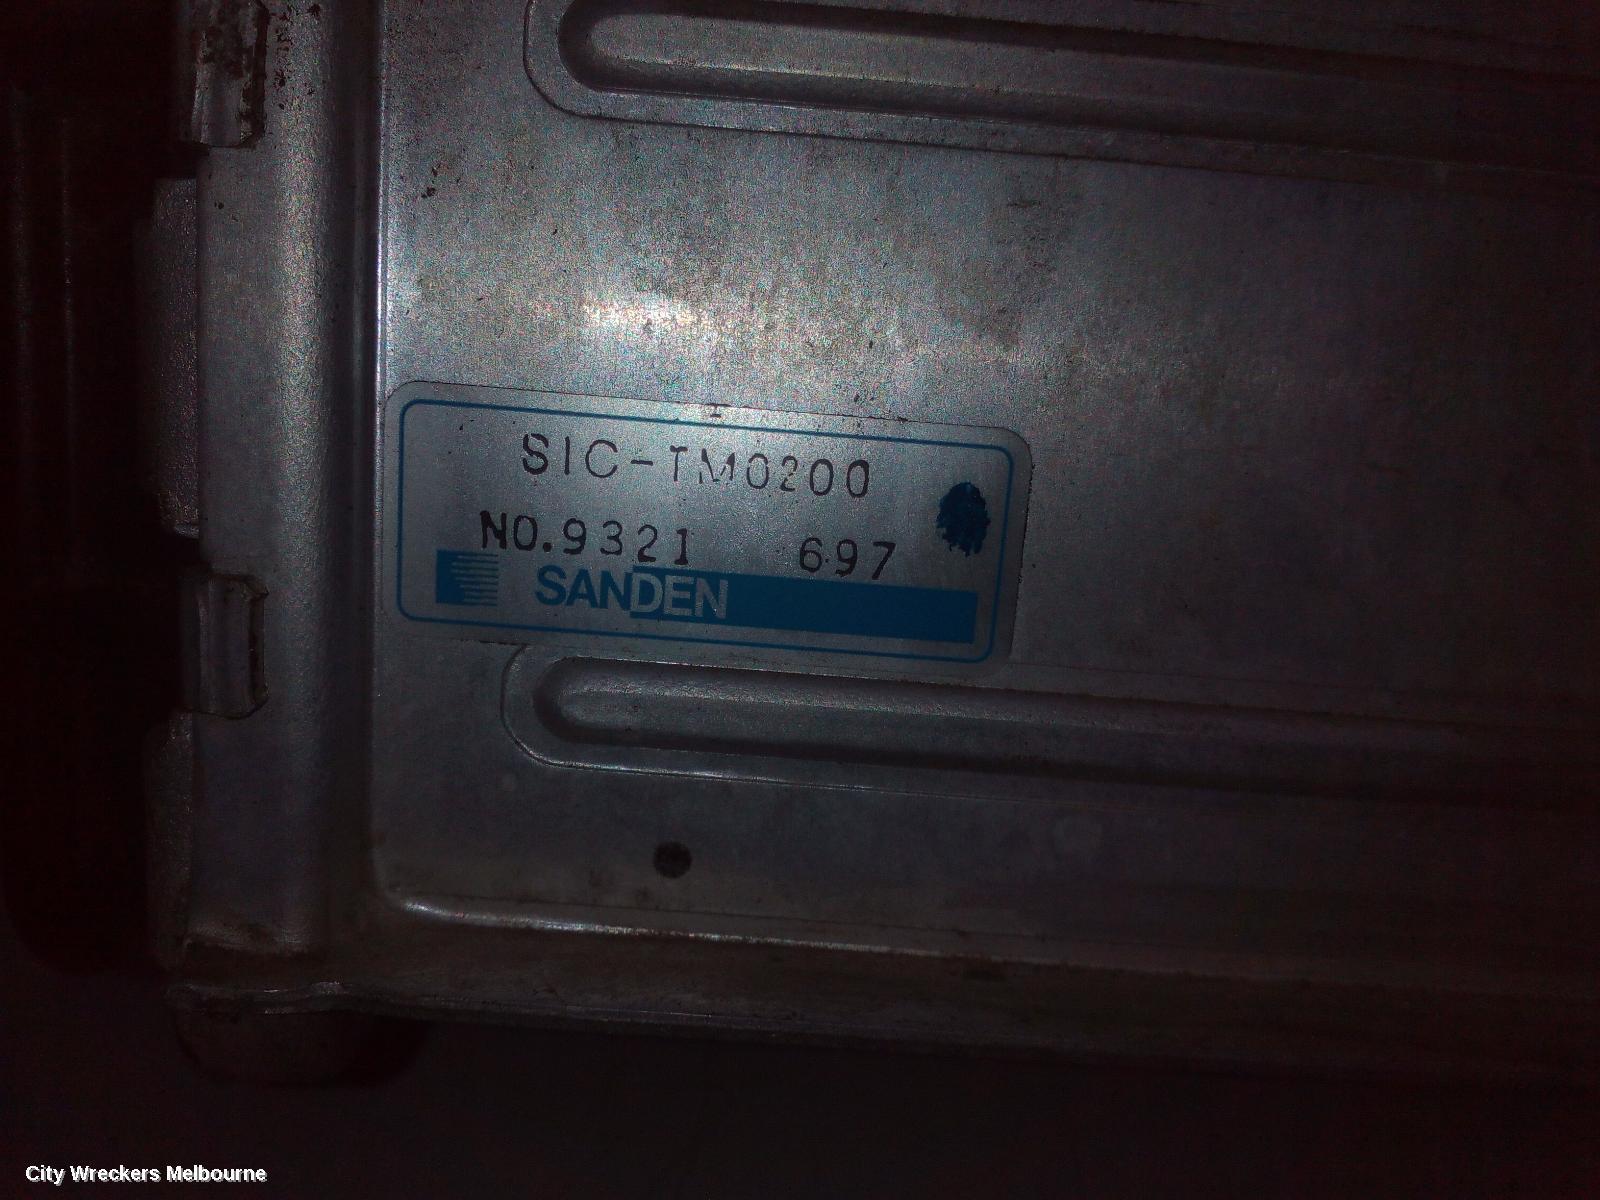 SIC-TM0200
NO.9321 697
SANDEN
City Wreckers Melbourne